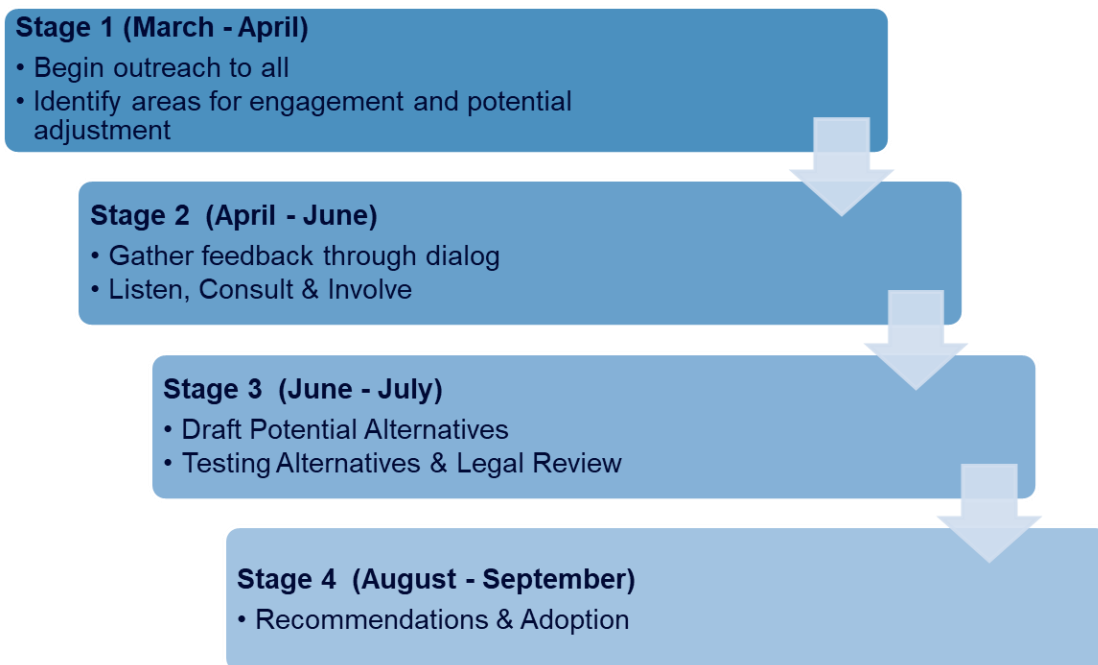 Stage 1 (March - April)
• Begin outreach to all
• Identify areas for engagement and potential
adjustment
Stage 2  (April - June)
• Gather feedback through dialog
• Listen, Consult & Involve
Stage 3  (June - July)
• Draft Potential Alternatives
• Testing Alternatives & Legal Review
Stage 4  (August - September)
• Recommendations & Adoption